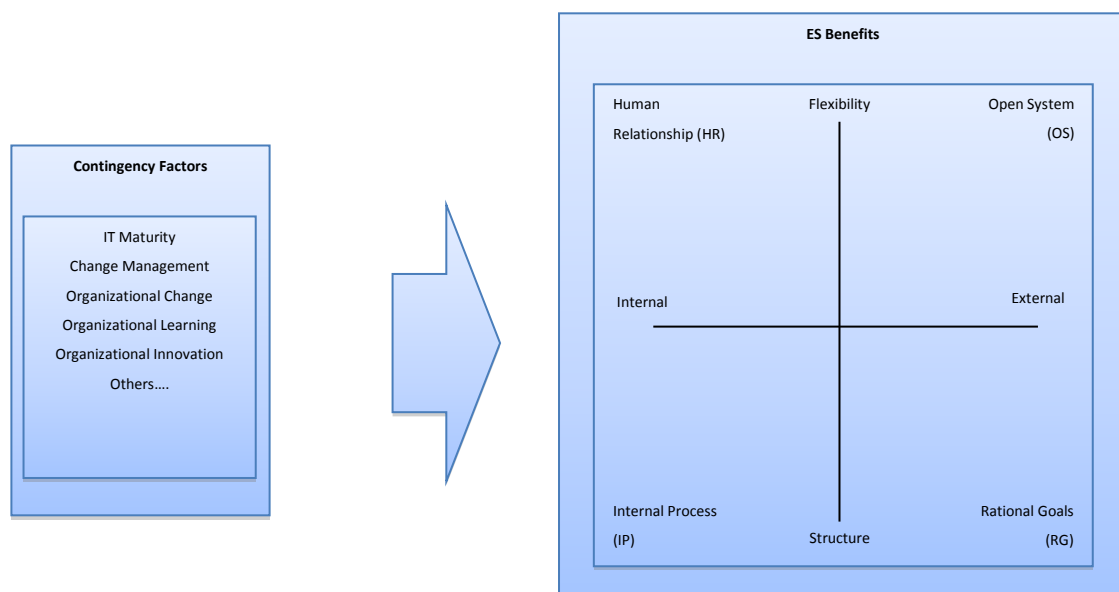 Contingency Factors
IT Maturity
Change Management
Organizational Change
Organizational Learning
Organizational Innovation
Others....
ES Benefits
Human
Relationship (HR)
Flexibility
Open System
(OS)
Internal
External
Internal Process
(IP)
Structure
Rational Goals
(RG)